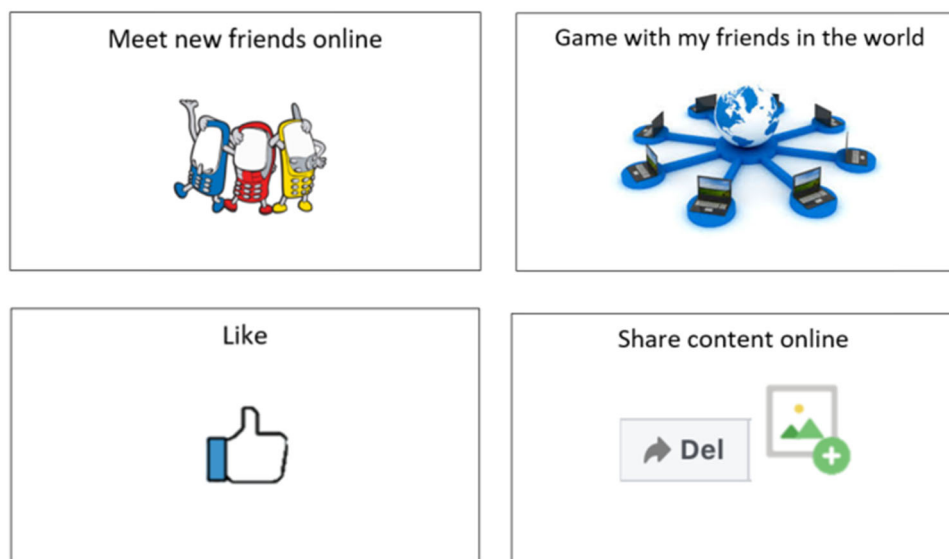 Meet new friends online
Game with my friends in the world
Like
Share content online
Del